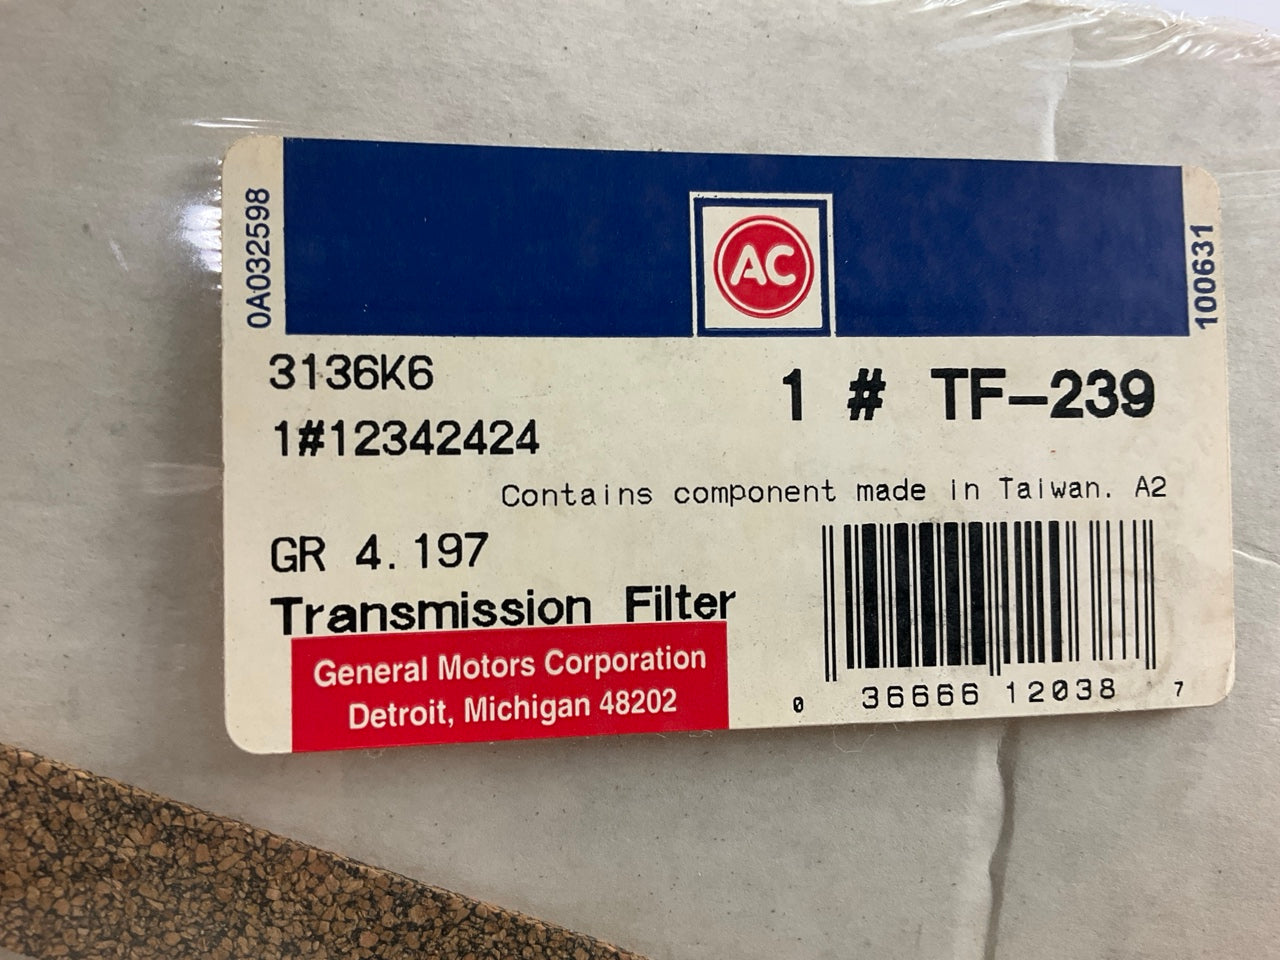 0A032598
AC
100631
3136K6
1 # TF-239
1#12342424
Contains component made in Taiwan. A2
GR 4.197
Transmission Filter
General Motors Corporation
Detroit, Michigan 48202
0 36666 12038 7